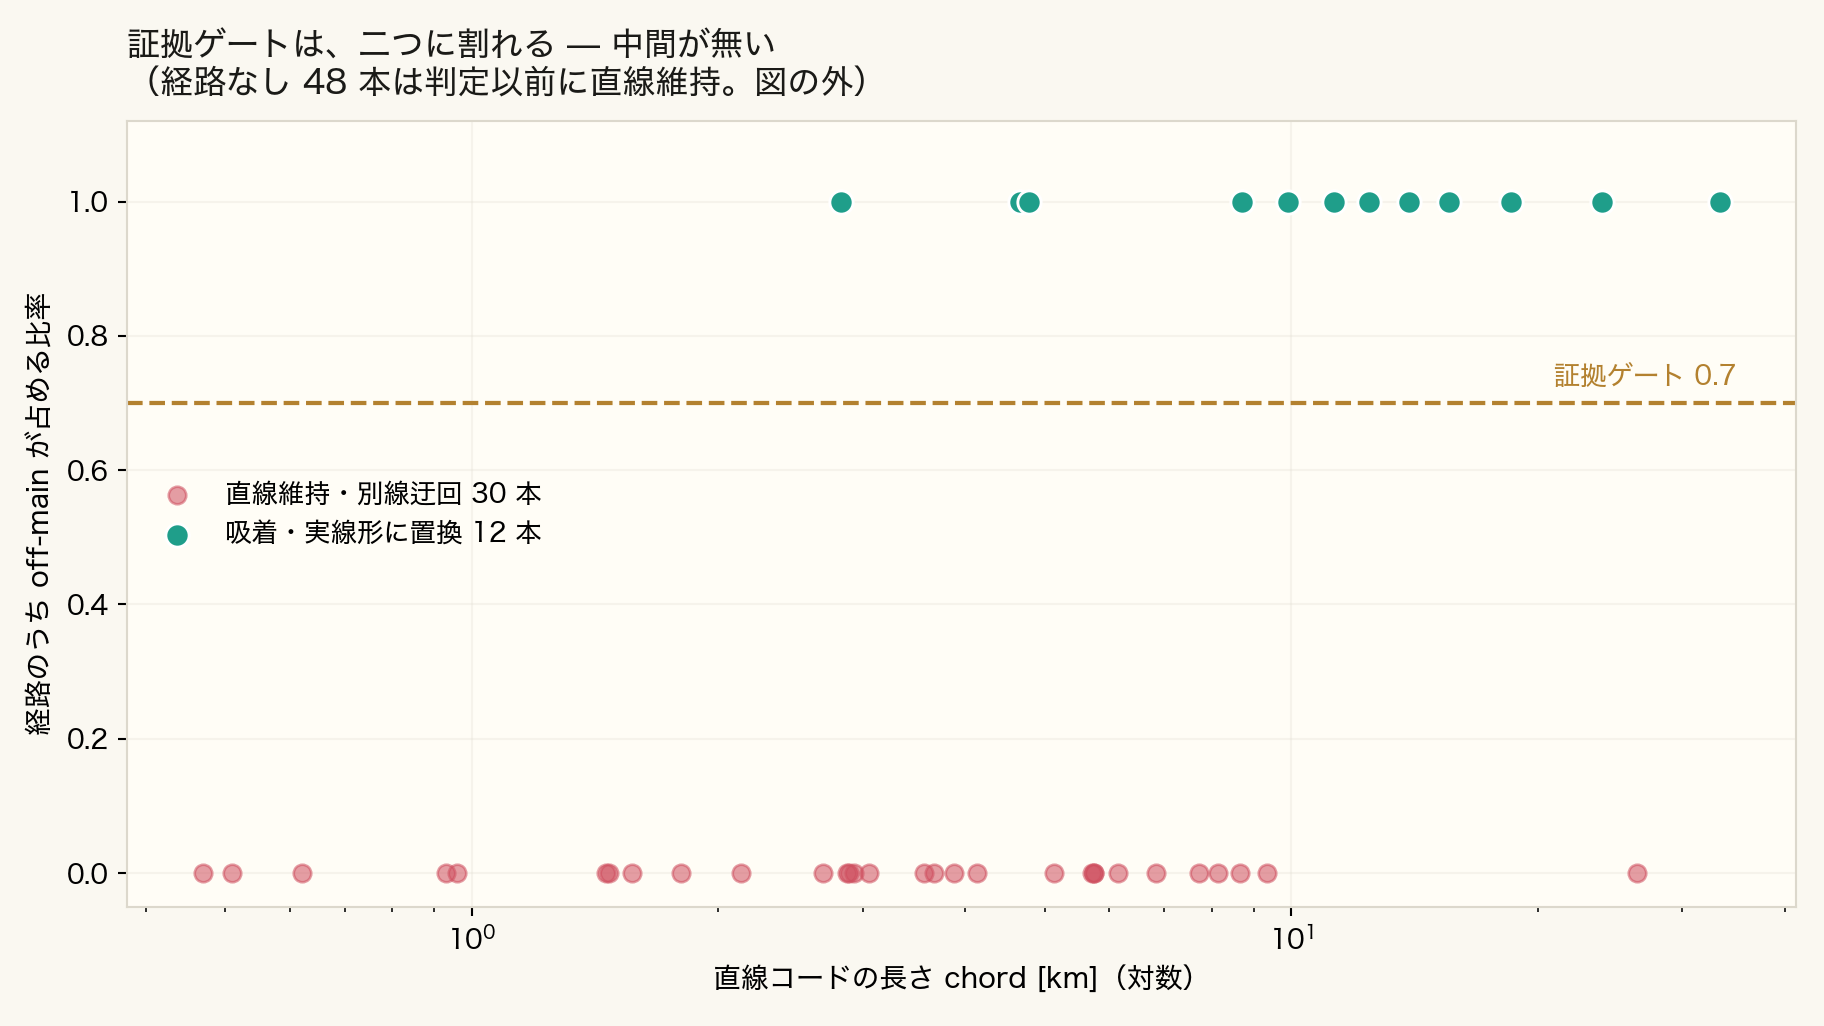 証拠ゲートは、二つに割れる — 中間が無い
（経路なし 48 本は判定以前に直線維持。図の外）
経路のうち off-main が占める比率
1.0
0.8
証拠ゲート 0.7
0.6
直線維持・別線迂回 30 本
吸着・実線形に置換 12 本
0.4
0.2
0.0
10⁰
10¹
直線コードの長さ chord [km]（対数）